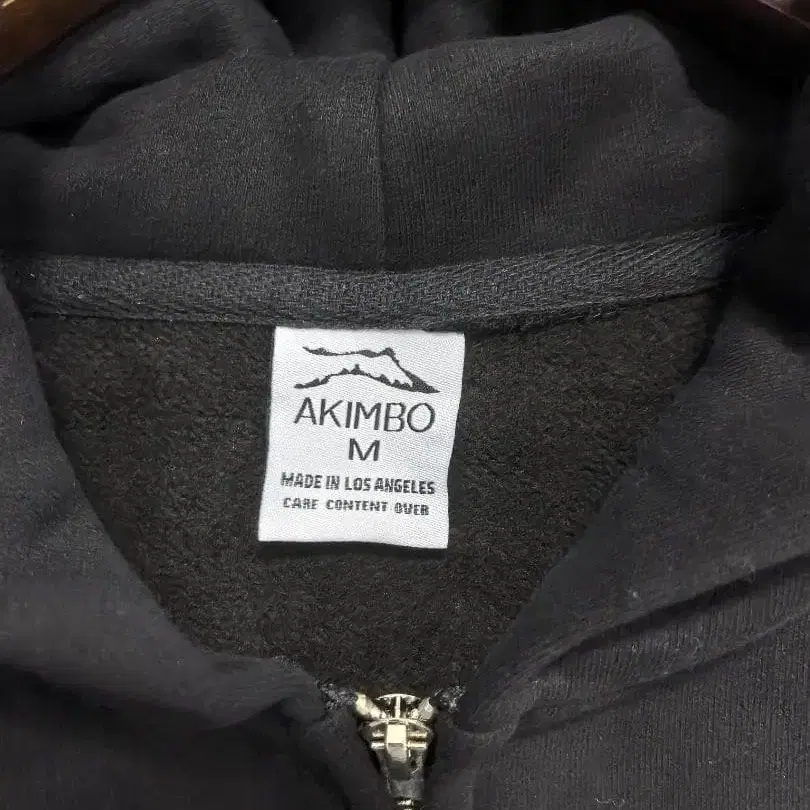 AKIMBO
M
MADE IN LOS ANGELES
CARE CONTENT OVER